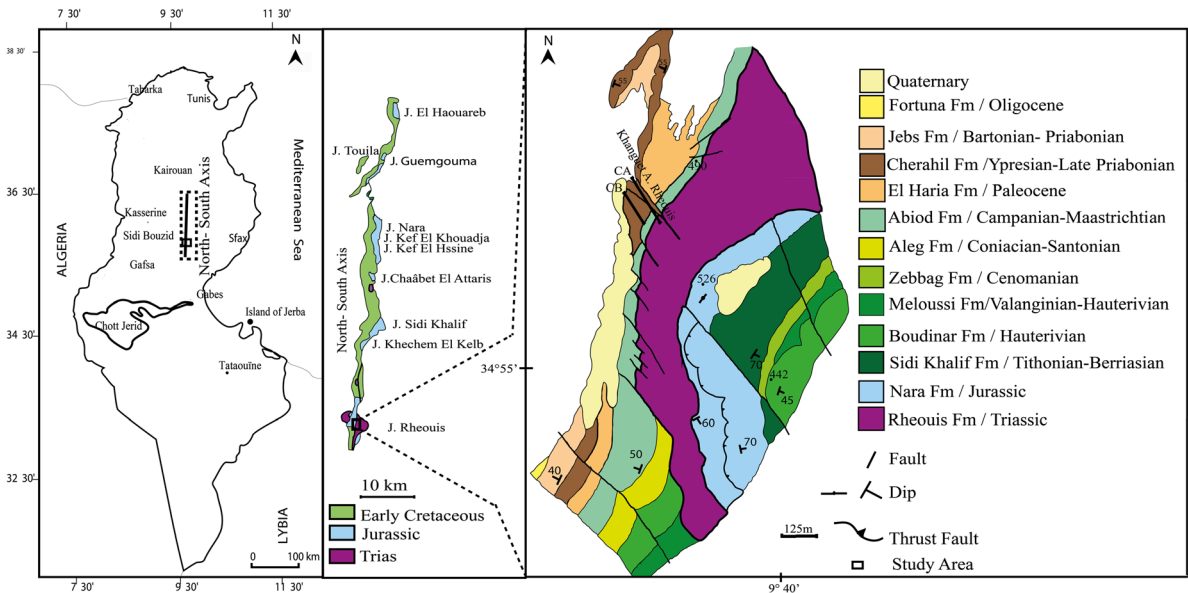 7 30'
9 30'
11 30'
38 30'
36 30'
34 30'
32 30'
7 30'
9 30'
11 30'
N
Tabarka
Tunis
Kairouan
Kasserine
Sidi Bouzid
Sfax
Gafsa
Gabes
Chott Jerid
Island of Jerba
Tataouïne
ALGERIA
Mediterranean Sea
North- South Axis
LYBIA
0 100 km
J. El Haouareb
J. Touila
J. Guemgouma
J. Nara
J. Kef El Khouadja
J. Kef El Hssine
J.Chaâbet El Attaris
J. Sidi Khalif
J. Khechem El Kelb
J. Rheouis
North- South Axis
10 km
Early Cretaceous
Jurassic
Trias
34°55'
N
55
CA
CB
Khanguet A. Rheouis
490
526
70
442
45
60
70
50
40
125m
9° 40'
Quaternary
Fortuna Fm / Oligocene
Jebs Fm / Bartonian- Priabonian
Cherahil Fm /Ypresian-Late Priabonian
El Haria Fm / Paleocene
Abiod Fm / Campanian-Maastrichtian
Aleg Fm / Coniacian-Santonian
Zebbag Fm / Cenomanian
Meloussi Fm/Valanginian-Hauterivian
Boudinar Fm / Hauterivian
Sidi Khalif Fm / Tithonian-Berriasian
Nara Fm / Jurassic
Rheouis Fm / Triassic
Fault
Dip
Thrust Fault
Study Area